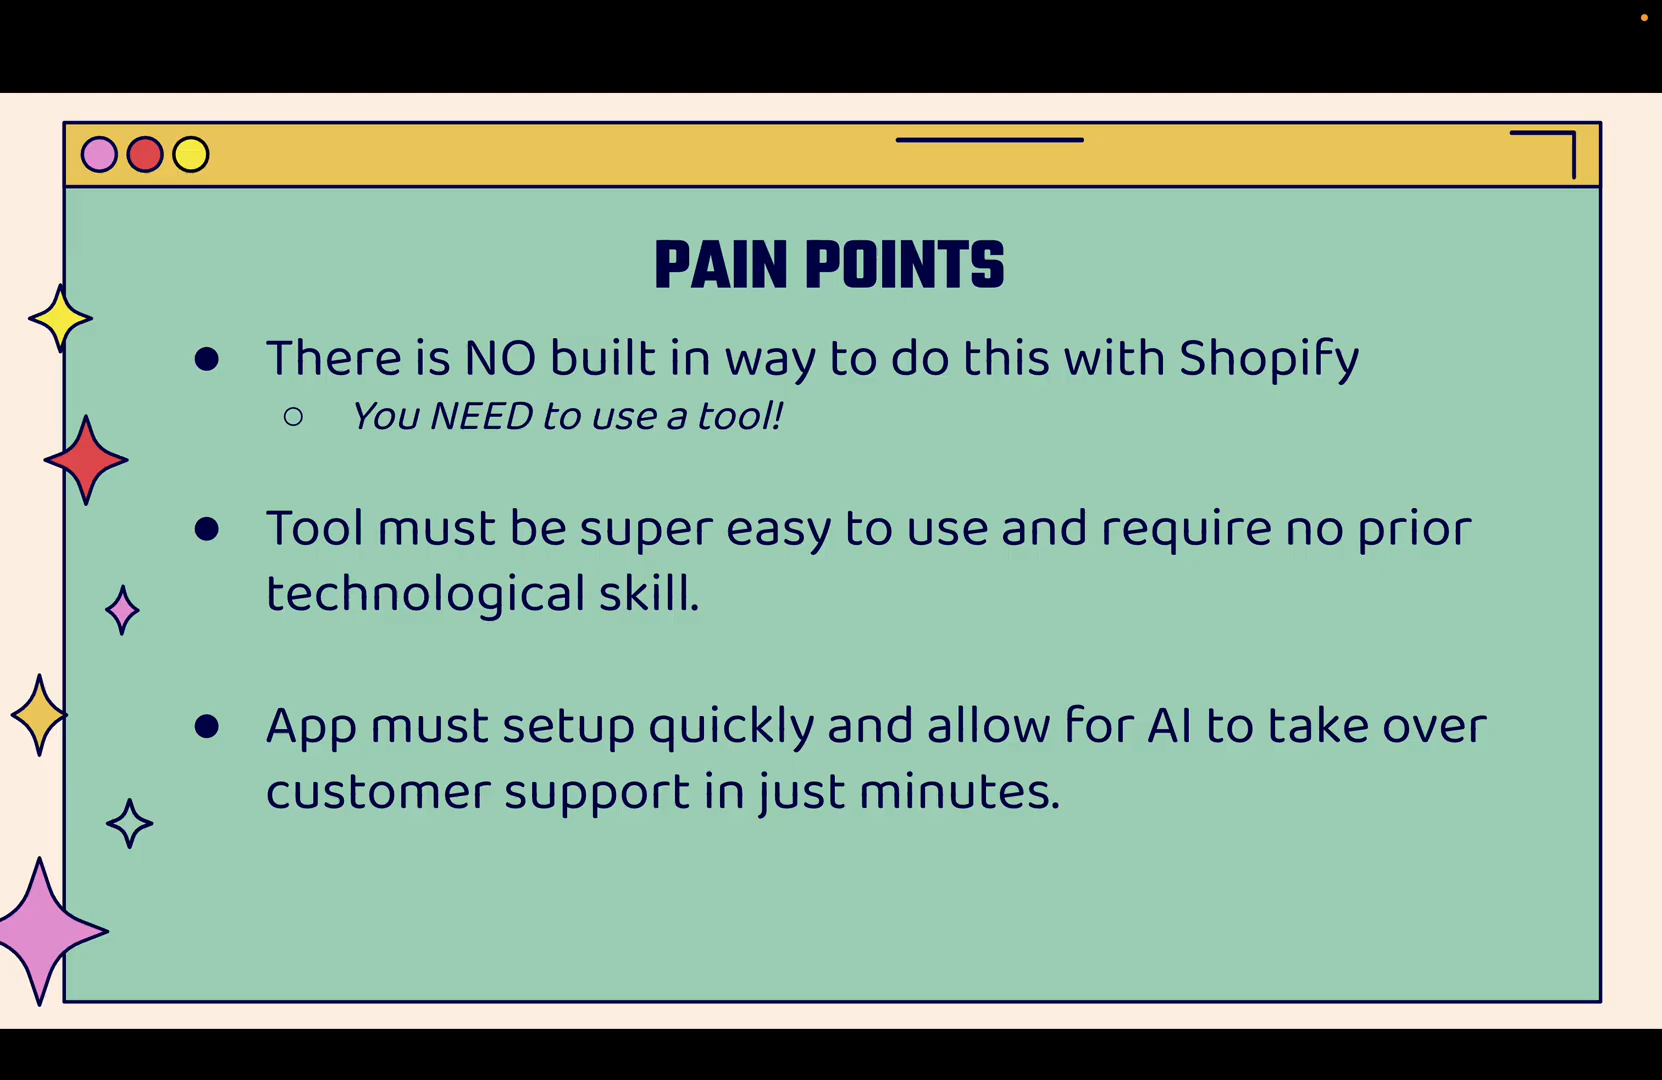 PAIN POINTS
● There is NO built in way to do this with Shopify
○ You NEED to use a tool!
● Tool must be super easy to use and require no prior
technological skill.
● App must setup quickly and allow for AI to take over
customer support in just minutes.